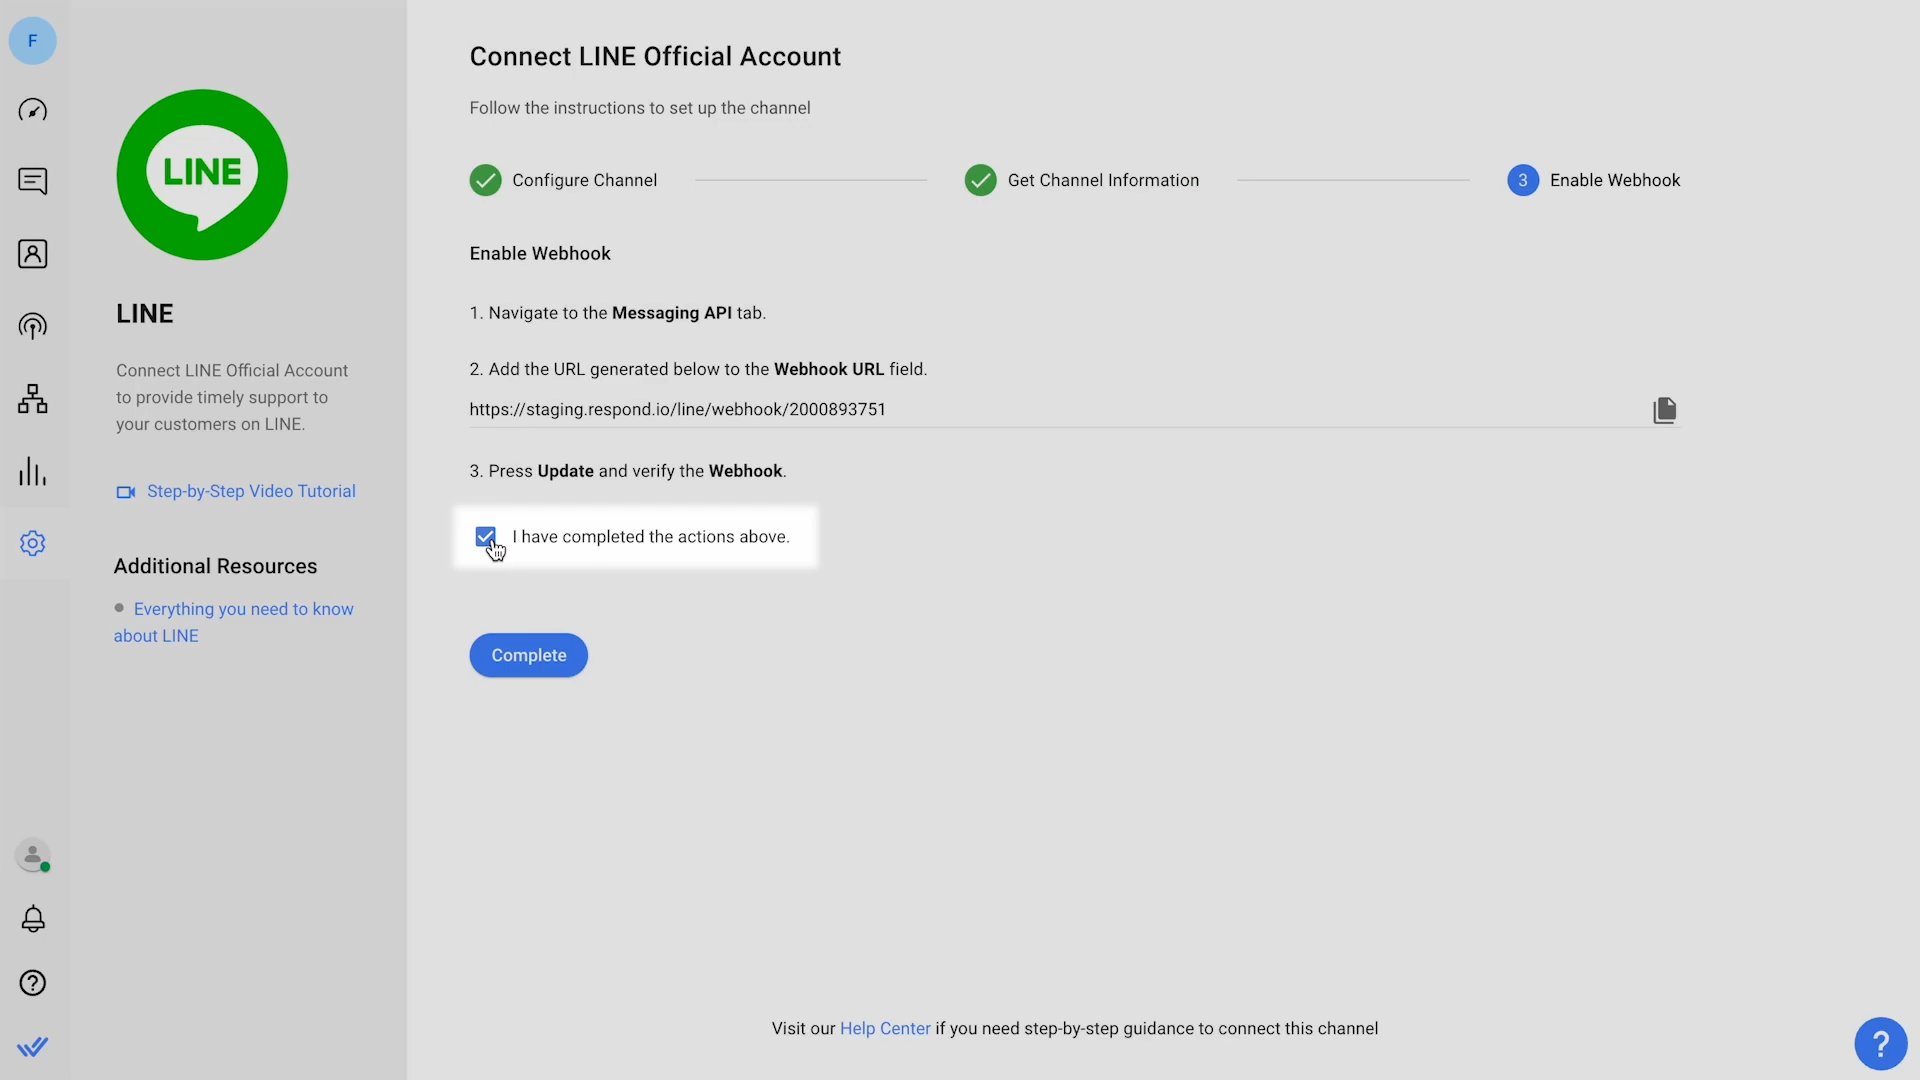 F
LINE
LINE
Connect LINE Official Account
to provide timely support to
your customers on LINE.
Step-by-Step Video Tutorial
Additional Resources
Everything you need to know
about LINE
Connect LINE Official Account
Follow the instructions to set up the channel
Configure Channel
Get Channel Information
3 Enable Webhook
Enable Webhook
1. Navigate to the Messaging API tab.
2. Add the URL generated below to the Webhook URL field.
https://staging.respond.io/line/webhook/2000893751
3. Press Update and verify the Webhook.
I have completed the actions above.
Complete
Visit our Help Center if you need step-by-step guidance to connect this channel
?